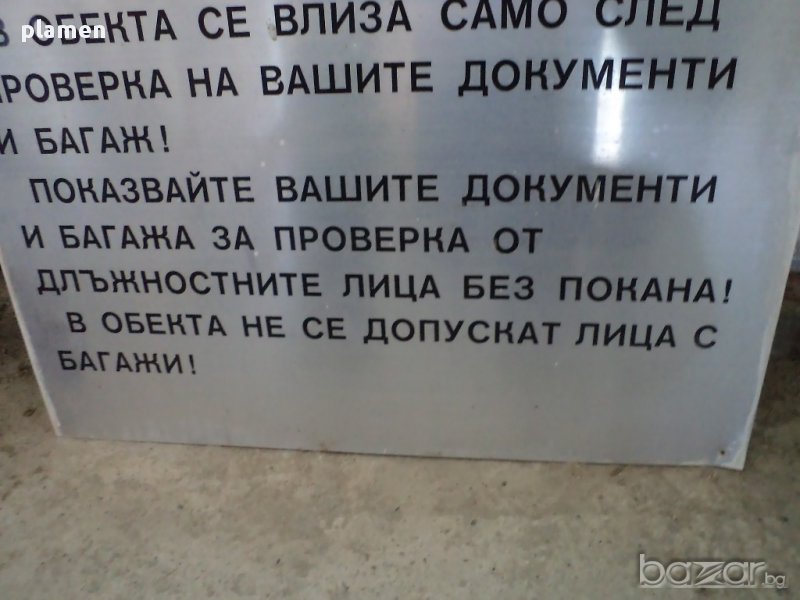 В ОБЕКТА СЕ ВЛИЗА САМО СЛЕД
ПРОВЕРКА НА ВАШИТЕ ДОКУМЕНТИ
И БАГАЖ!
ПОКАЗВАЙТЕ ВАШИТЕ ДОКУМЕНТИ
И БАГАЖА ЗА ПРОВЕРКА ОТ
ДЛЪЖНОСТНИТЕ ЛИЦА БЕЗ ПОКАНА!
В ОБЕКТА НЕ СЕ ДОПУСКАТ ЛИЦА С
БАГАЖИ!
plamen
bazar.bg